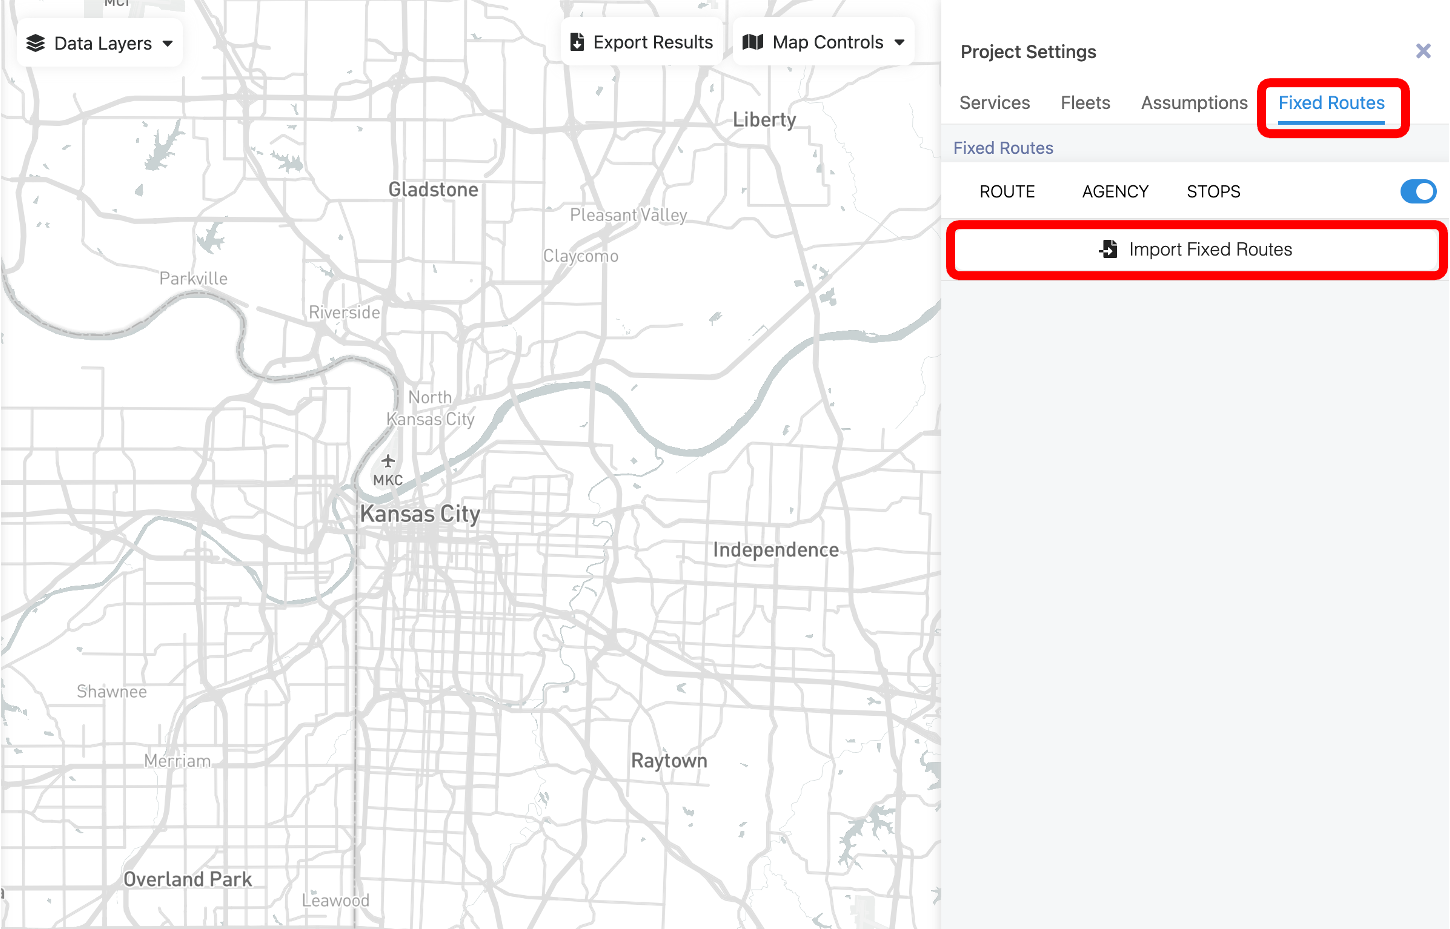 MCI
Data Layers
Export Results
Map Controls
Project Settings
Services
Fleets
Assumptions
Fixed Routes
Fixed Routes
ROUTE
AGENCY
STOPS
Import Fixed Routes
Liberty
Gladstone
Pleasant Valley
Claycomo
Parkville
Riverside
North
Kansas City
MKC
Kansas City
Independence
Shawnee
Merriam
Raytown
Overland Park
Leawood